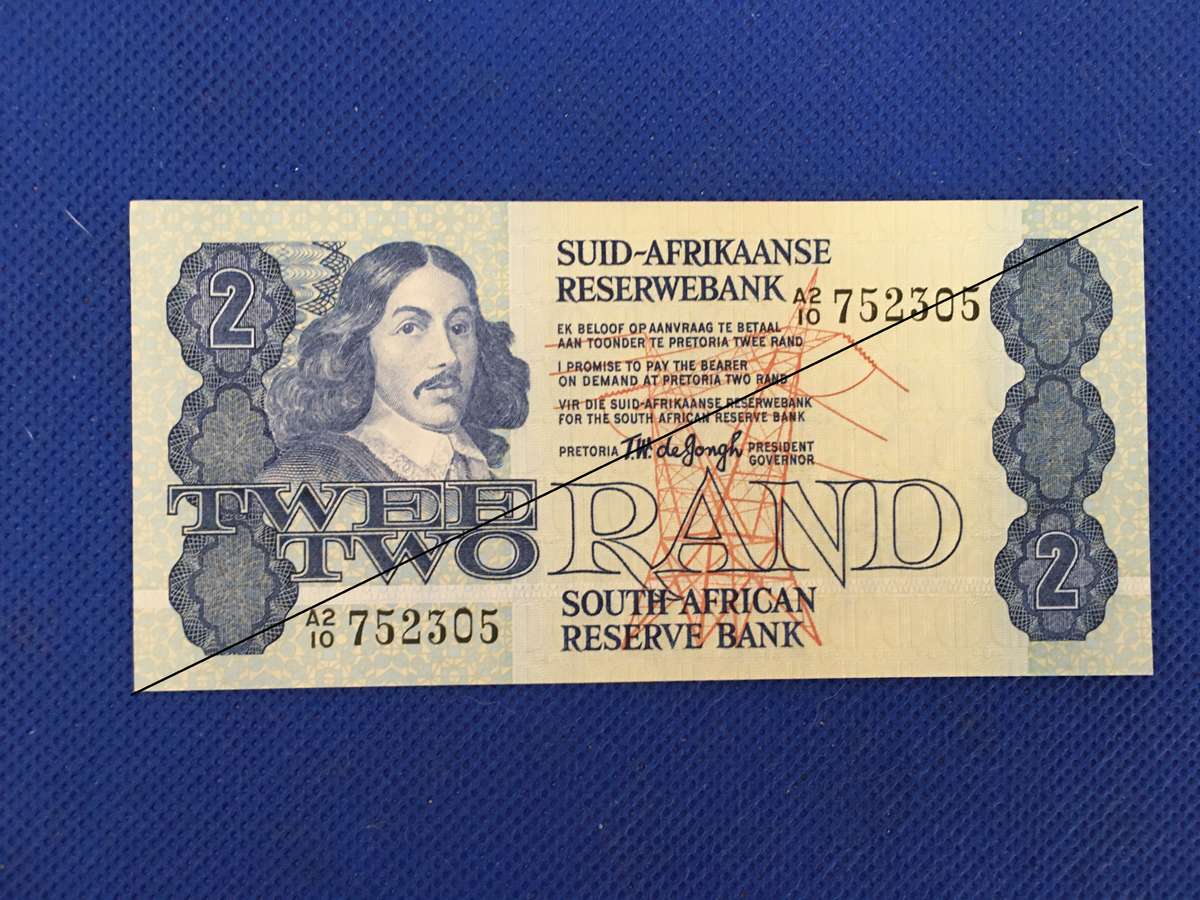 2
SUID-AFRIKAANSE
RESERWEBANK
A2/10 752305
EK BELOOF OP AANVRAAG TE BETAAL
AAN TOONDER TE PRETORIA TWEE RAND
I PROMISE TO PAY THE BEARER
ON DEMAND AT PRETORIA TWO RAND
VIR DIE SUID-AFRIKAANSE RESERWEBANK
FOR THE SOUTH AFRICAN RESERVE BANK
PRETORIA T.W. de Jongh PRESIDENT
GOVERNOR
TWEE
TWO RAND
2
A2/10 752305
SOUTH AFRICAN
RESERVE BANK